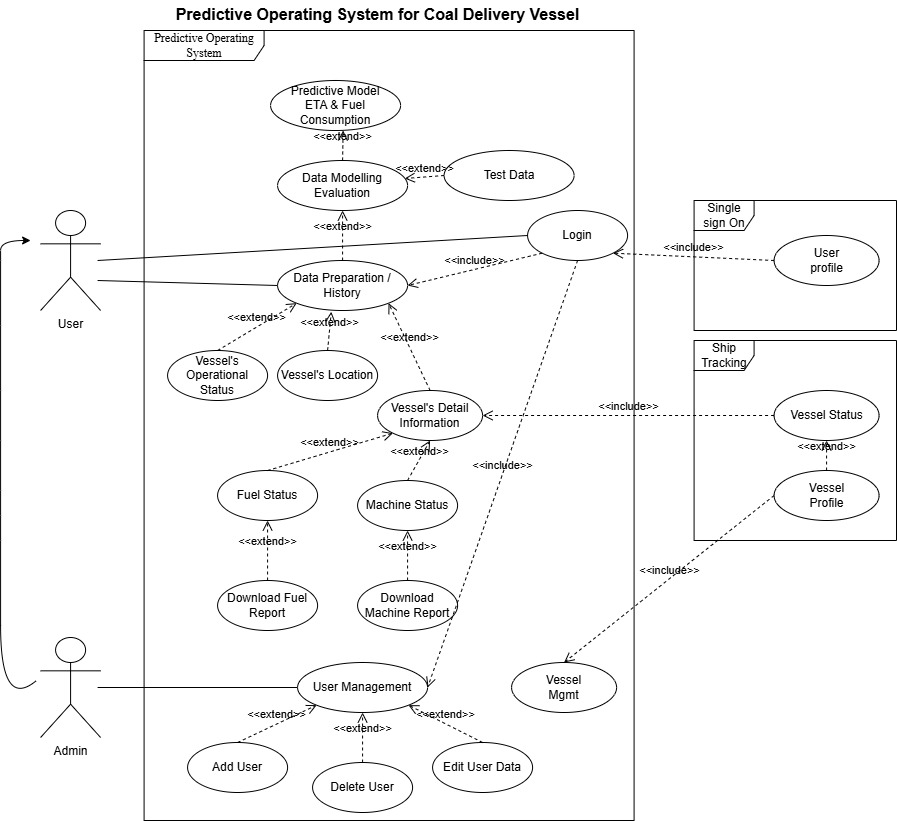 Predictive Operating System for Coal Delivery Vessel
Predictive Operating
System
Predictive Model
ETA & Fuel
Consumption
<<extend>>
Data Modelling
Evaluation
<<extend>>
Test Data
<<extend>>
Login
Single
sign On
User
profile
<<include>>
User
<<include>>
Data Preparation /
History
<<extend>>
<<extend>>
<<extend>>
Vessel's
Operational
Status
Vessel's Location
Ship
Tracking
Vessel's Detail
Information
<<include>>
Vessel Status
<<extend>>
<<extend>>
<<extend>>
<<include>>
Fuel Status
Machine Status
Vessel
Profile
<<extend>>
<<extend>>
<<include>>
Download Fuel
Report
Download
Machine Report
User Management
Vessel
Mgmt
Admin
<<extend>>
<<extend>>
<<extend>>
Add User
Delete User
Edit User Data